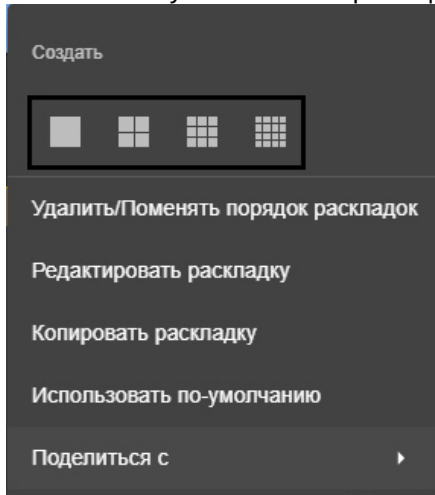 Создать
Удалить/Поменять порядок раскладок
Редактировать раскладку
Копировать раскладку
Использовать по-умолчанию
Поделиться с